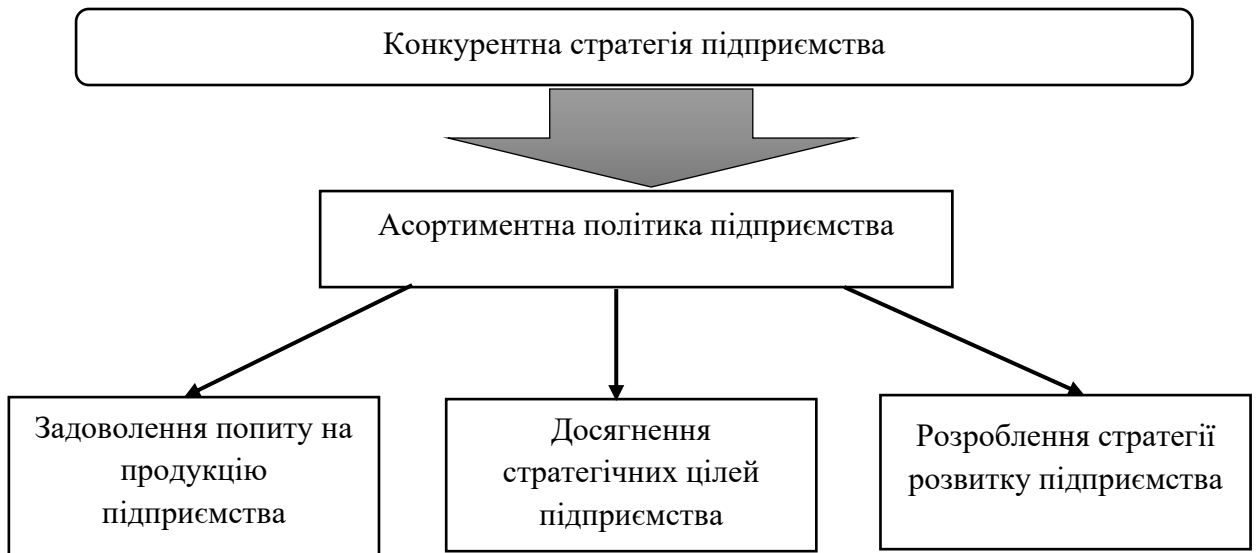 Конкурентна стратегія підприємства
Асортиментна політика підприємства
Задоволення попиту на
продукцію
підприємства
Досягнення
стратегічних цілей
підприємства
Розроблення стратегії
розвитку підприємства